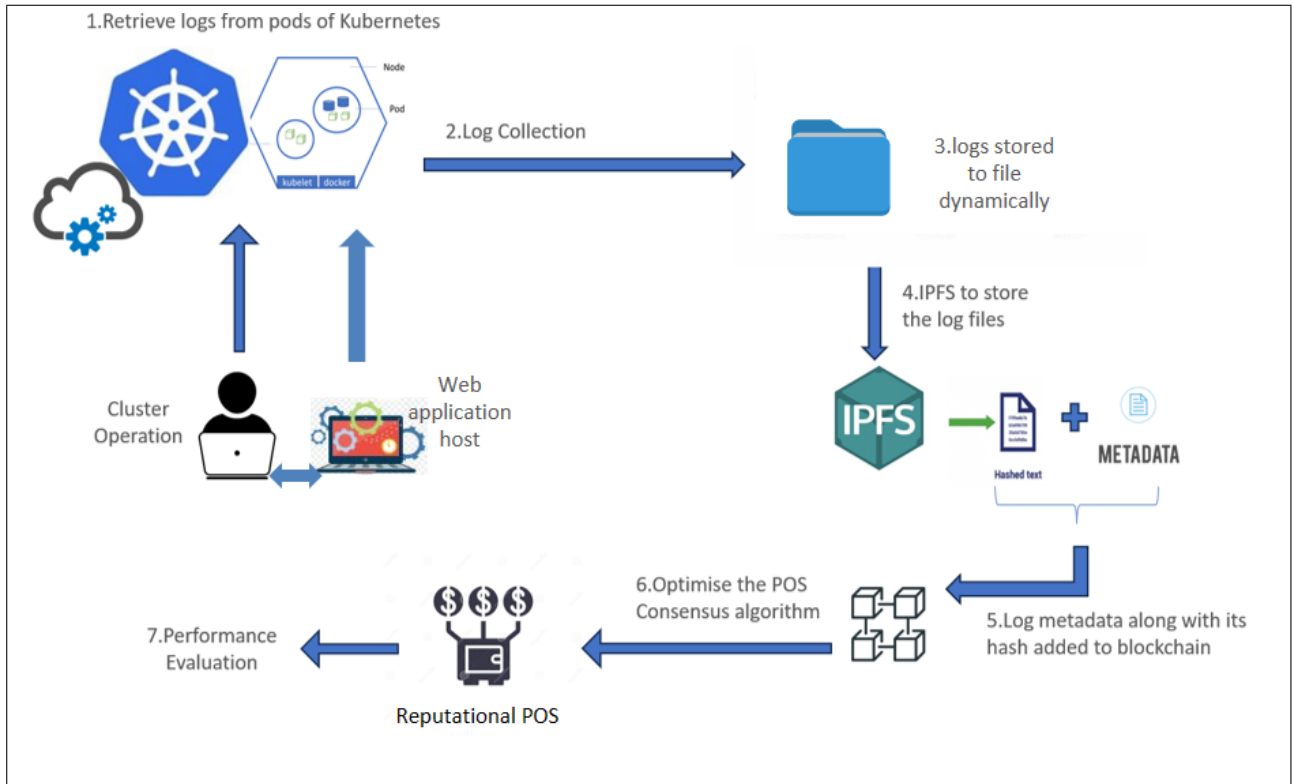 1.Retrieve logs from pods of Kubernetes
Node
Pod
kubelet
docker
2.Log Collection
3.logs stored
to file
dynamically
4.IPFS to store
the log files
Cluster
Operation
Web
application
host
IPFS
Hashed text
METADATA
5.Log metadata along with its
hash added to blockchain
6.Optimise the POS
Consensus algorithm
Reputational POS
7.Performance
Evaluation